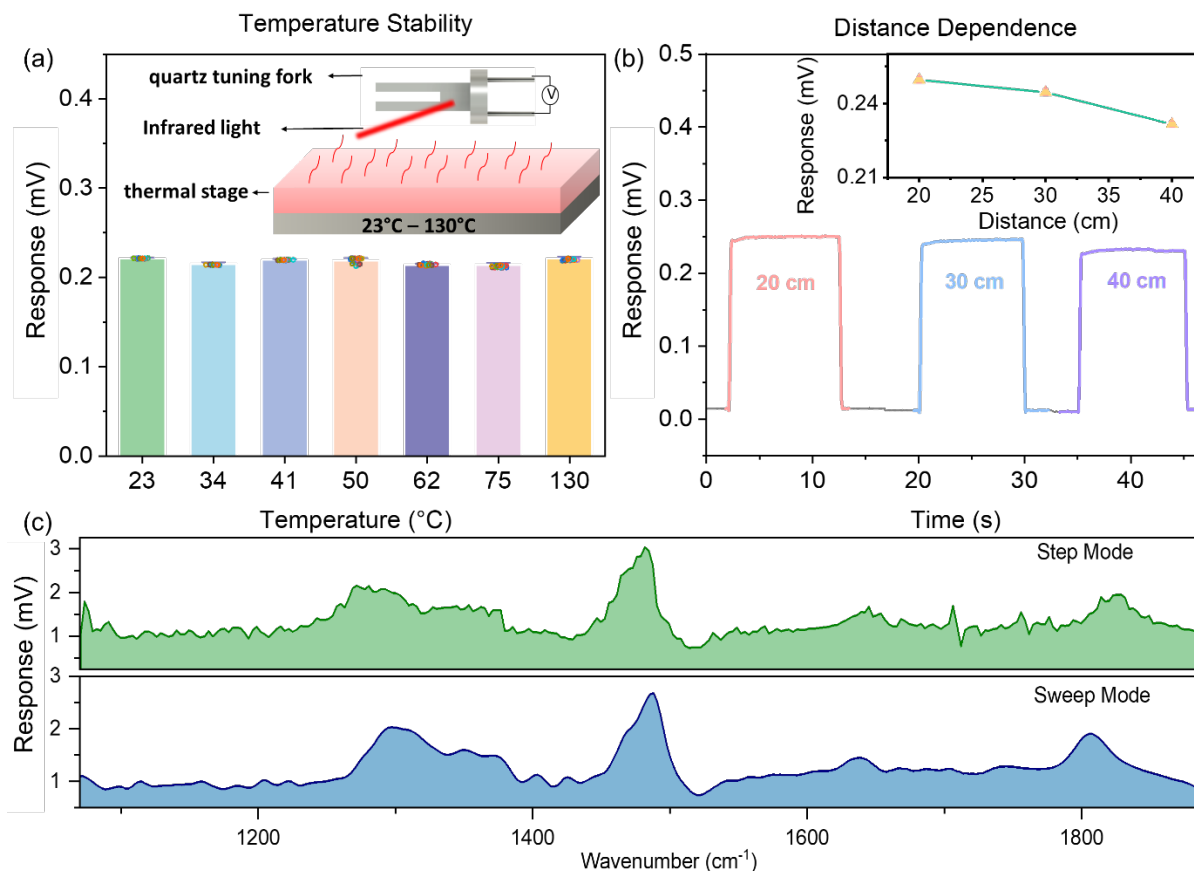 Temperature Stability
(a)
quartz tuning fork
V
Infrared light
thermal stage
23°C – 130°C
Response (mV)
0.4
0.3
0.2
0.1
0.0
23 34 41 50 62 75 130
Temperature (°C)
Distance Dependence
(b)
Response (mV)
0.5
0.4
0.3
0.2
0.1
0.0
Response (mV)
0.24
0.21
20 25 30 35 40
Distance (cm)
20 cm
30 cm
40 cm
0 10 20 30 40
Time (s)
(c)
Response (mV)
3
2
1
Step Mode
3
2
1
Sweep Mode
1200 1400 1600 1800
Wavenumber (cm⁻¹)